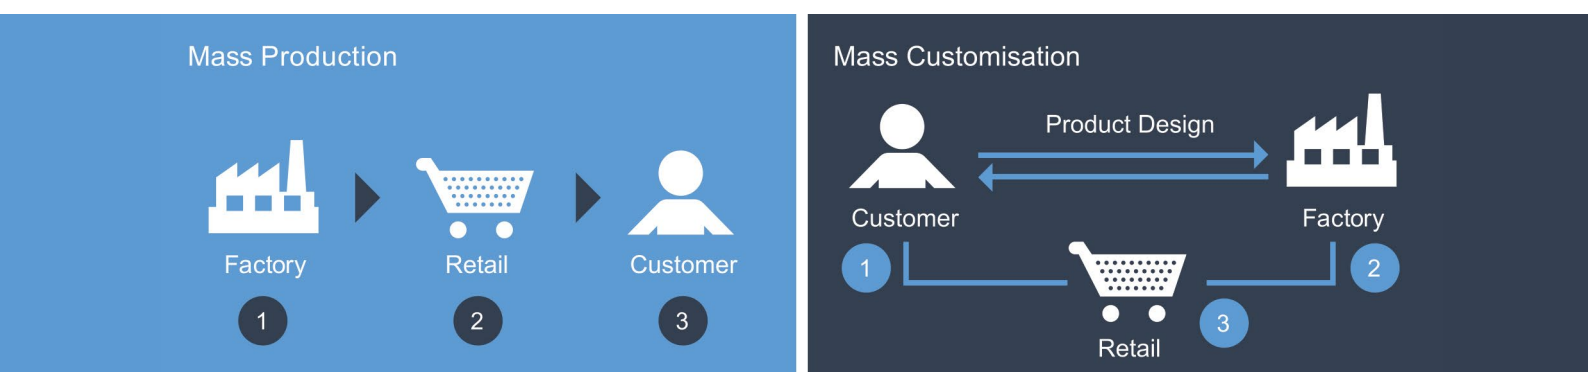 Mass Production
Factory
Retail
Customer
1
2
3
Mass Customisation
Product Design
Customer
Factory
1
2
3
Retail